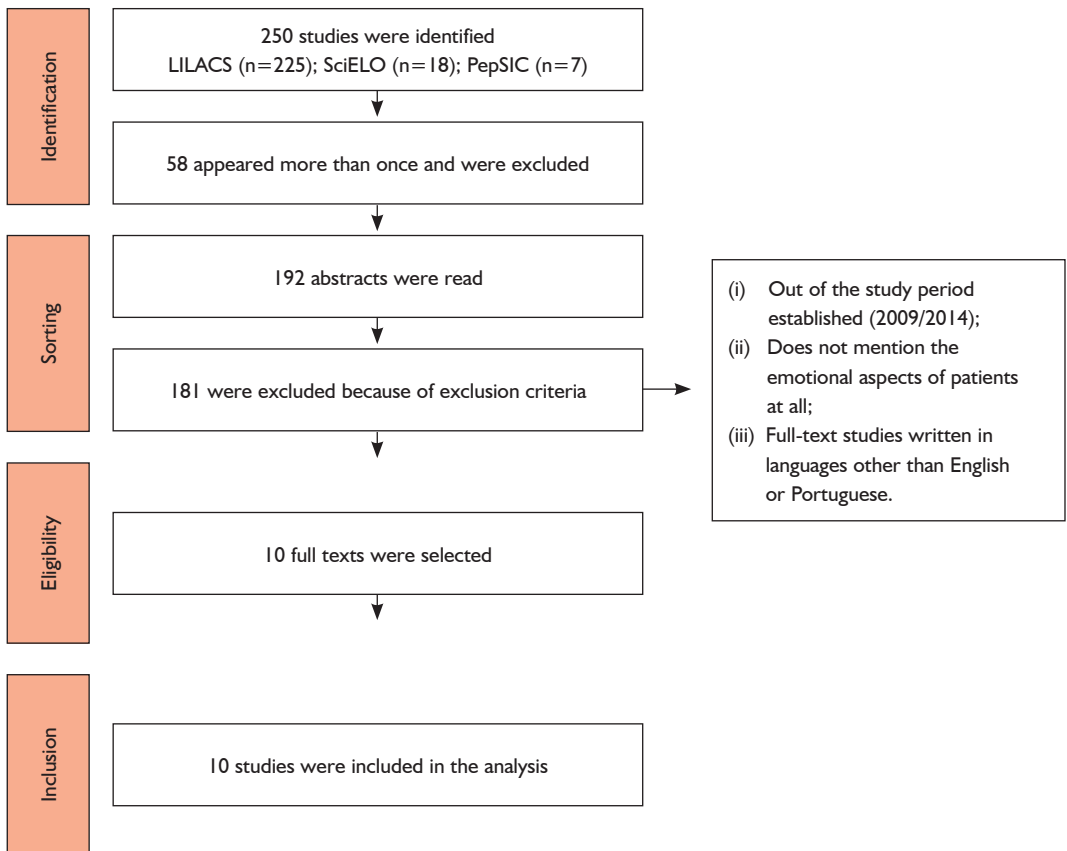 Identification
250 studies were identified
LILACS (n=225); SciELO (n=18); PepSIC (n=7)
58 appeared more than once and were excluded
Sorting
192 abstracts were read
181 were excluded because of exclusion criteria
(i) Out of the study period
established (2009/2014);
(ii) Does not mention the
emotional aspects of patients
at all;
(iii) Full-text studies written in
languages other than English
or Portuguese.
Eligibility
10 full texts were selected
Inclusion
10 studies were included in the analysis